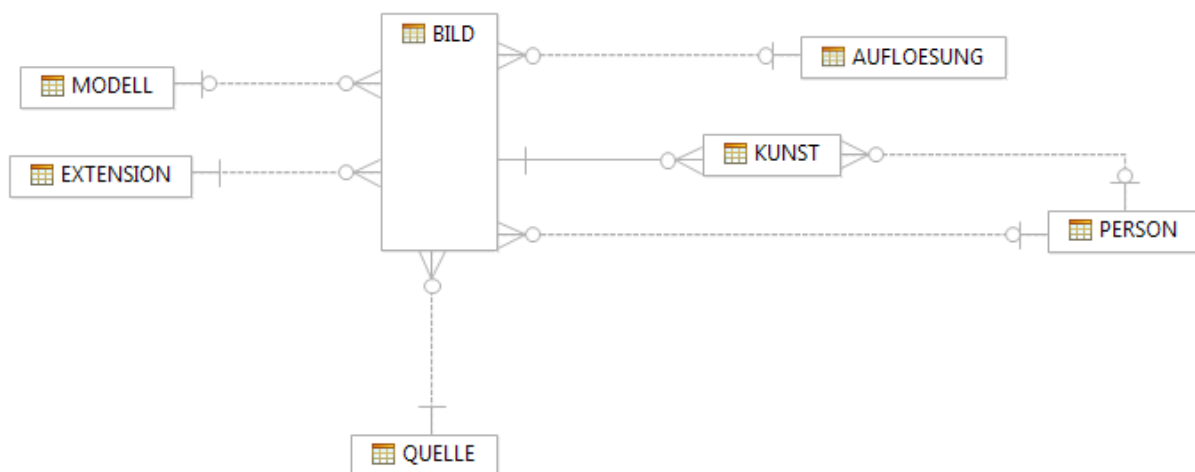 BILD
AUFLOESUNG
MODELL
KUNST
EXTENSION
PERSON
QUELLE